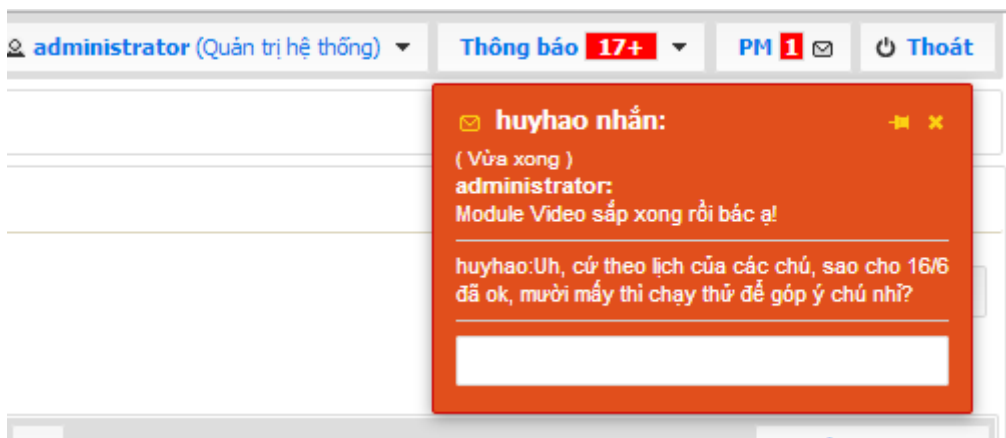 administrator (Quản trị hệ thống)
Thông báo 17+
PM 1
Thoát
huyhao nhắn:
( Vừa xong )
administrator:
Module Video sắp xong rồi bác ạ!
huyhao:Uh, cứ theo lịch của các chú, sao cho 16/6
đã ok, mười mấy thì chạy thử để góp ý chú nhỉ?